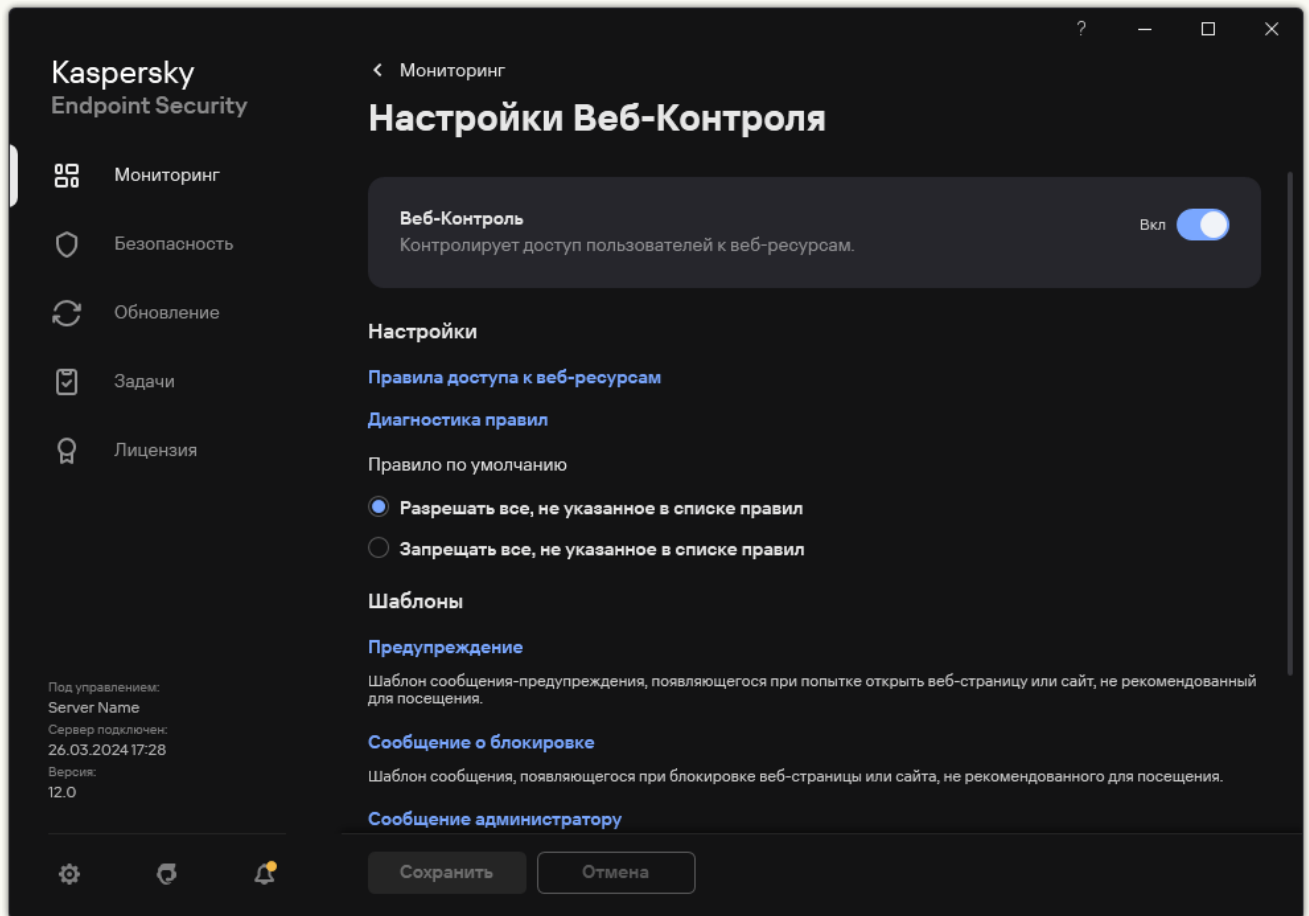 ?
Kaspersky
Endpoint Security
Мониторинг
Безопасность
Обновление
Задачи
Лицензия
Под управлением:
Server Name
Сервер подключен:
26.03.2024 17:28
Версия:
12.0
Мониторинг
Настройки Веб-Контроля
Веб-Контроль
Контролирует доступ пользователей к веб-ресурсам.
Вкл
Настройки
Правила доступа к веб-ресурсам
Диагностика правил
Правило по умолчанию
Разрешать все, не указанное в списке правил
Запрещать все, не указанное в списке правил
Шаблоны
Предупреждение
Шаблон сообщения-предупреждения, появляющегося при попытке открыть веб-страницу или сайт, не рекомендованный
для посещения.
Сообщение о блокировке
Шаблон сообщения, появляющегося при блокировке веб-страницы или сайта, не рекомендованного для посещения.
Сообщение администратору
Сохранить
Отмена